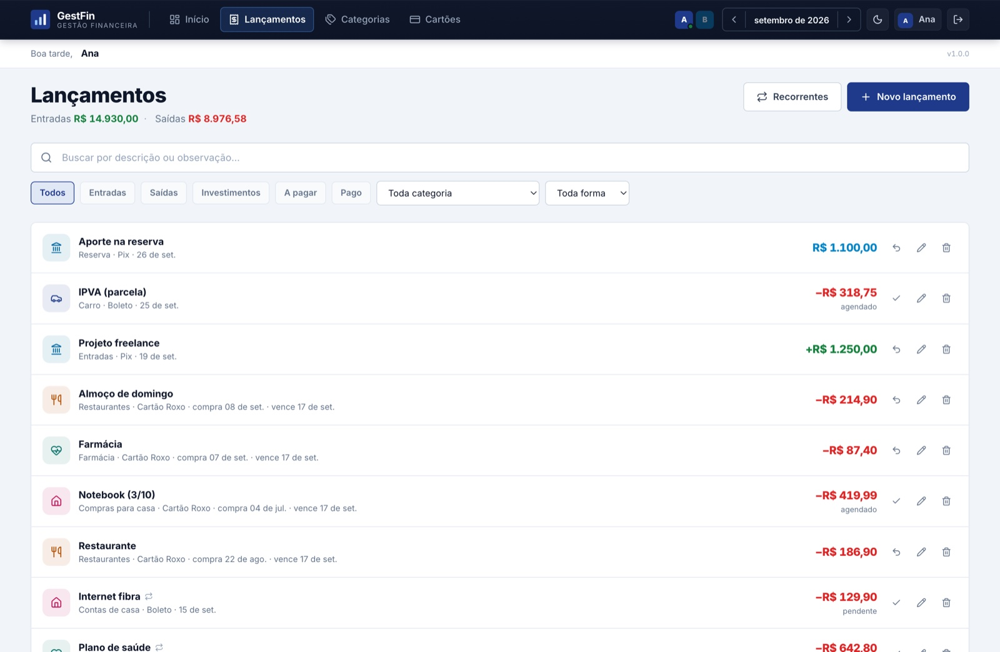 GestFin
GESTÃO FINANCEIRA
Início
Lançamentos
Categorias
Cartões
A
B
setembro de 2026
A
Ana
Boa tarde, Ana
v1.0.0
Lançamentos
Entradas R$ 14.930,00 · Saídas R$ 8.976,58
Recorrentes
Novo lançamento
Buscar por descrição ou observação...
Todos
Entradas
Saídas
Investimentos
A pagar
Pago
Toda categoria
Toda forma
Aporte na reserva
Reserva · Pix · 26 de set.
R$ 1.100,00
IPVA (parcela)
Carro · Boleto · 25 de set.
−R$ 318,75
agendado
Projeto freelance
Entradas · Pix · 19 de set.
+R$ 1.250,00
Almoço de domingo
Restaurantes · Cartão Roxo · compra 08 de set. · vence 17 de set.
−R$ 214,90
Farmácia
Farmácia · Cartão Roxo · compra 07 de set. · vence 17 de set.
−R$ 87,40
Notebook (3/10)
Compras para casa · Cartão Roxo · compra 04 de jul. · vence 17 de set.
−R$ 419,99
agendado
Restaurante
Restaurantes · Cartão Roxo · compra 22 de ago. · vence 17 de set.
−R$ 186,90
Internet fibra
Contas de casa · Boleto · 15 de set.
−R$ 129,90
pendente
Plano de saúde
−R$ 642,80